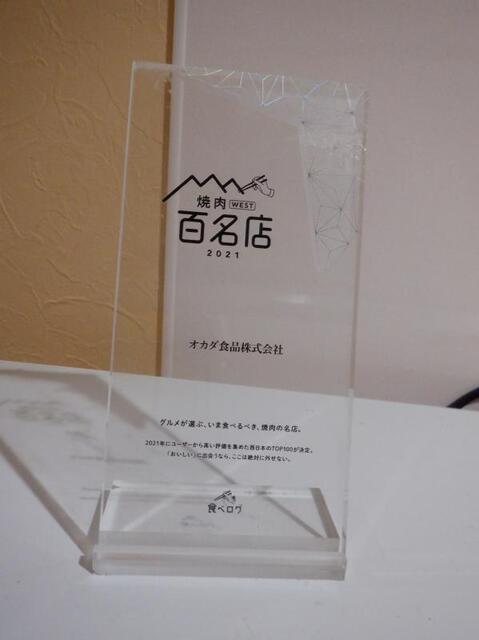 焼肉 WEST
百名店
2021
オカダ食品株式会社
グルメが選ぶ、いま食べるべき、焼肉の名店。
2021年にユーザーから高い評価を集めた西日本のTOP100が決定。
「おいしい」に出会うなら、ここは絶対に外せない。
食べログ